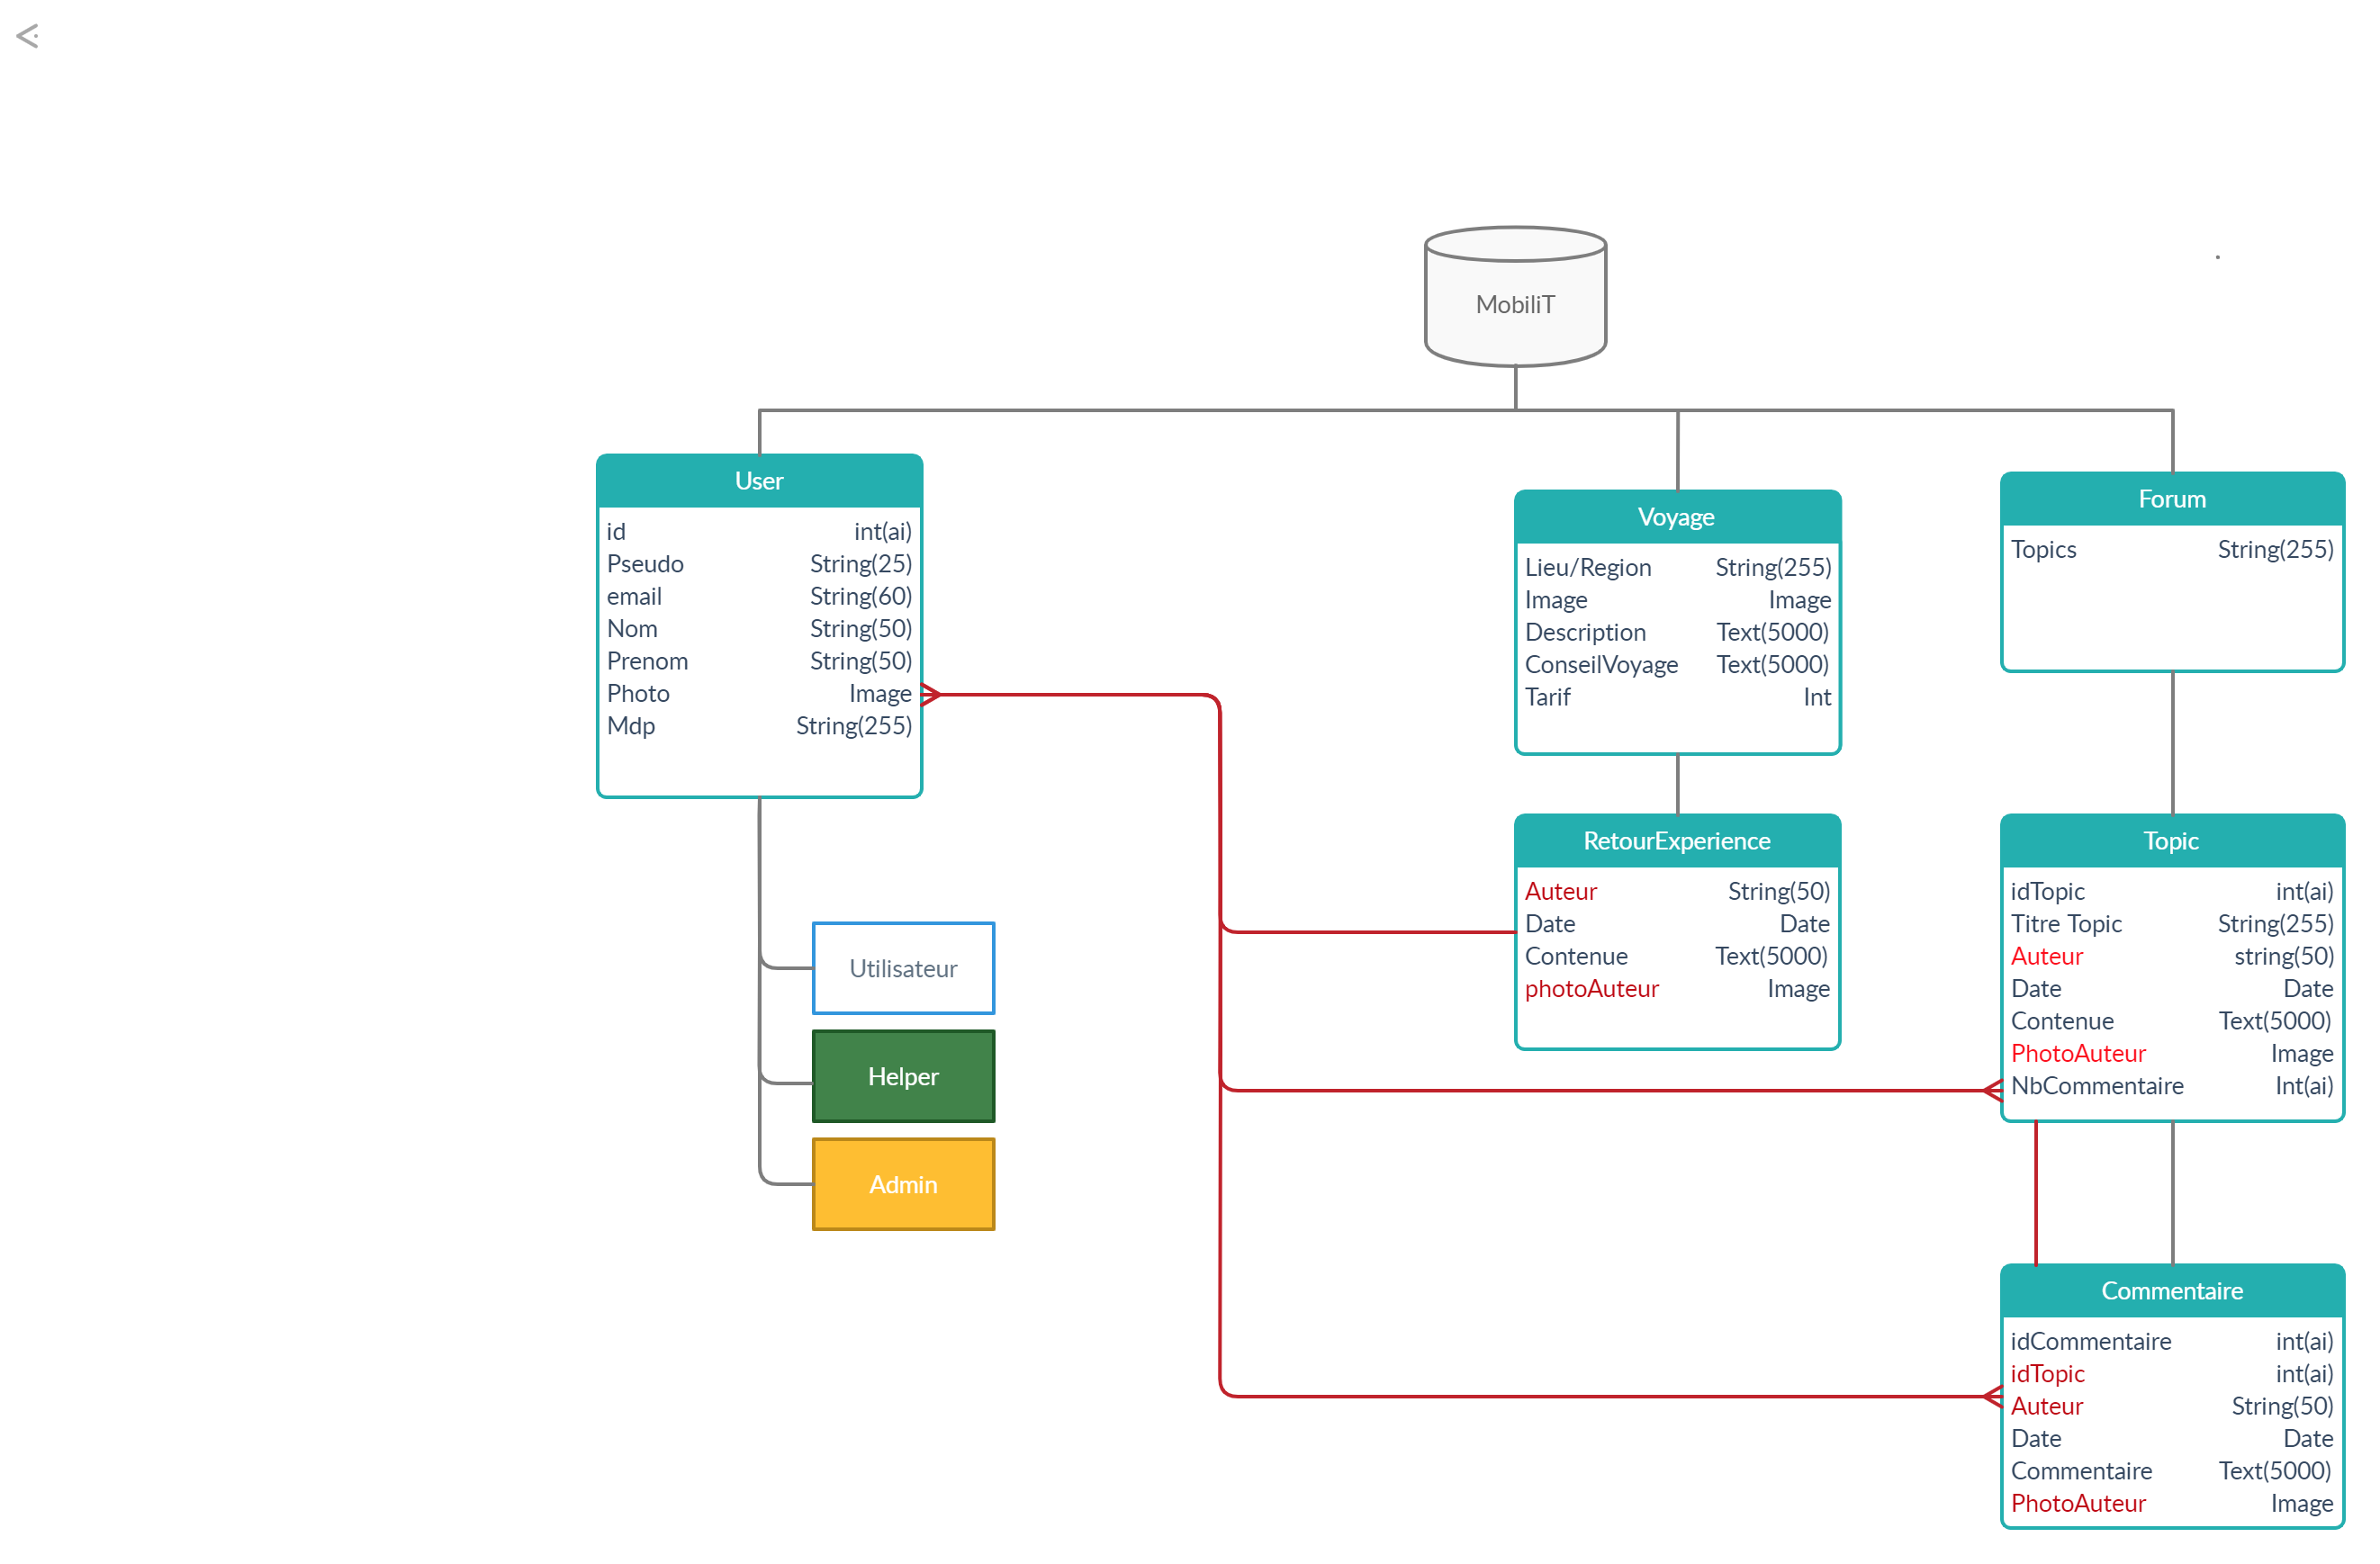 MobiliT
User
id int(ai)
Pseudo String(25)
email String(60)
Nom String(50)
Prenom String(50)
Photo Image
Mdp String(255)
Utilisateur
Helper
Admin
Voyage
Lieu/Region String(255)
Image Image
Description Text(5000)
ConseilVoyage Text(5000)
Tarif Int
RetourExperience
Auteur String(50)
Date Date
Contenue Text(5000)
photoAuteur Image
Forum
Topics String(255)
Topic
idTopic int(ai)
Titre Topic String(255)
Auteur string(50)
Date Date
Contenue Text(5000)
PhotoAuteur Image
NbCommentaire Int(ai)
Commentaire
idCommentaire int(ai)
idTopic int(ai)
Auteur String(50)
Date Date
Commentaire Text(5000)
PhotoAuteur Image